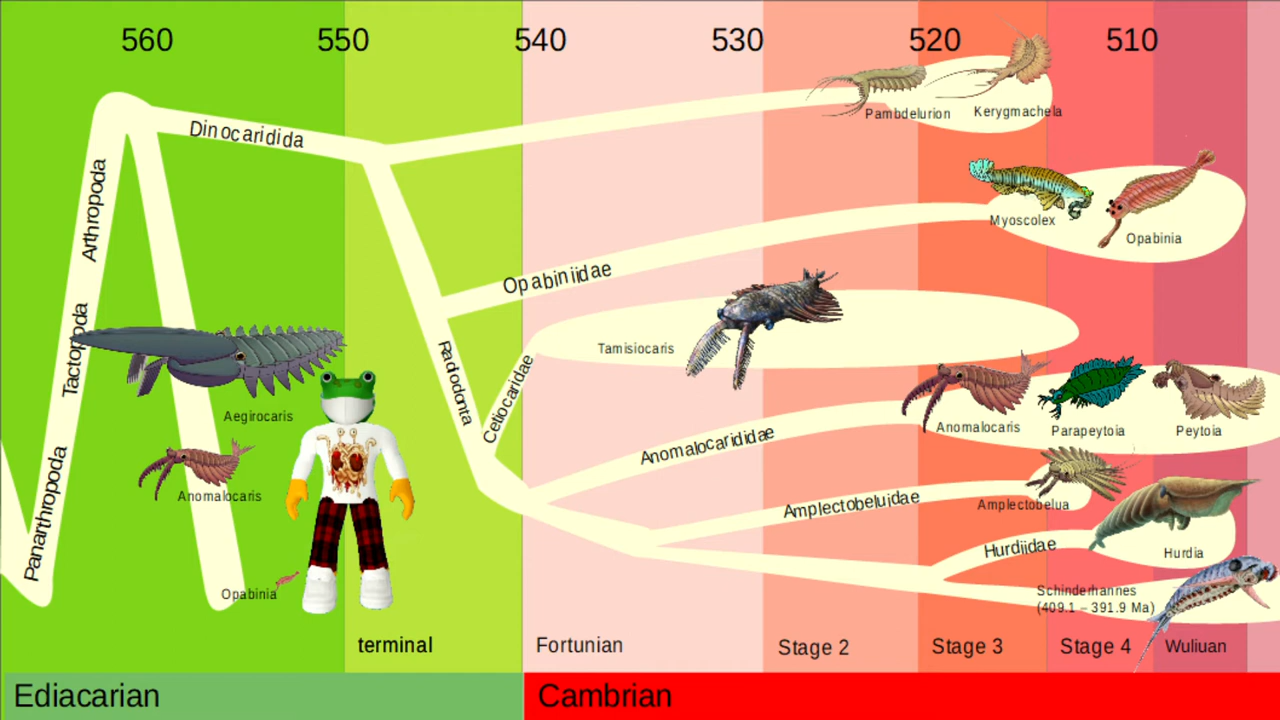 560 550 540 530 520 510
Pambdelurion Kerygmachela
Dinocaridida
Arthropoda
Myoscolex
Opabinia
Opabiniidae
Tactopoda
Radiodonta
Tamisiocaris
Cetiocaridae
Aegirocaris
Anomalocarididae
Anomalocaris Parapeytoia Peytoia
Panarthropoda
Anomalocaris
Amplectobeluidae
Amplectobelua
Hurdiidae
Hurdia
Opabinia
Schinderhannes
(409.1 – 391.9 Ma)
terminal Fortunian Stage 2 Stage 3 Stage 4 Wuliuan
Ediacarian Cambrian